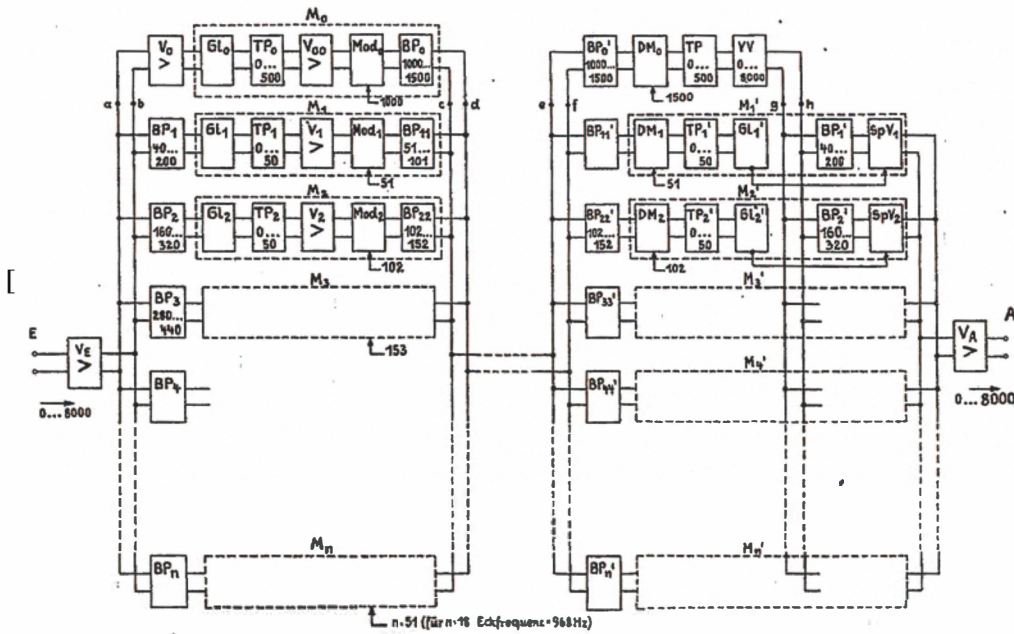 M₀
V₀ >
Gl₀
TP₀ 0... 500
V₀₀ >
Mod₀
BP₀ 1000... 1500
1000
a b c d
M₁
BP₁ 40... 200
Gl₁
TP₁ 0... 50
V₁ >
Mod₁
BP₁₁ 51... 101
51
M₂
BP₂ 160... 320
Gl₂
TP₂ 0... 50
V₂ >
Mod₂
BP₂₂ 102... 152
102
[
M₃
BP₃ 280... 440
153
E
V_E >
0...8000
BP₄
Mₙ
BPₙ
n·51 (für n=18 Eckfrequenz=968Hz)
BP₀' 1000... 1500
DM₀
TP 0... 500
VV 0... 8000
1500
e f g h
M₁'
BP₁₁'
DM₁
TP₁' 0... 50
Gl₁'
BP₁' 40... 200
SpV₁
51
M₂'
BP₂₂' 102... 152
DM₂
TP₂' 0... 50
Gl₂'
BP₂' 160... 320
SpV₂
102
M₃'
BP₃₃'
M₄'
BP₄₄'
A
V_A >
0...8000
Mₙ'
BPₙ'